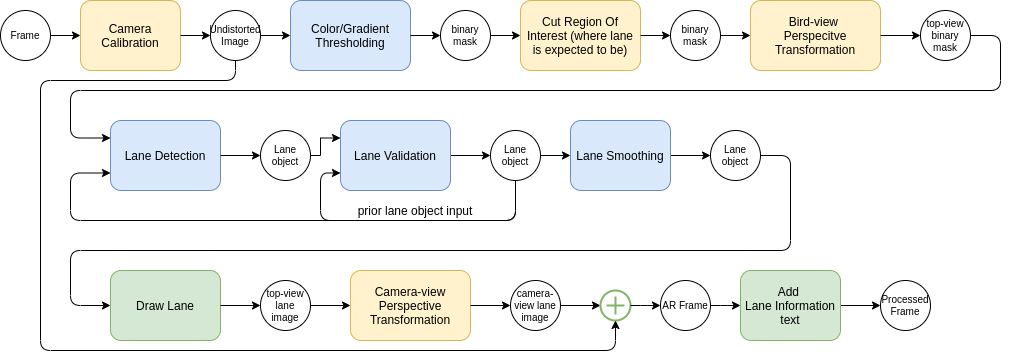 Frame
Camera
Calibration
Undistorted
Image
Color/Gradient
Thresholding
binary
mask
Cut Region Of
Interest (where lane
is expected to be)
binary
mask
Bird-view
Perspecitve
Transformation
top-view
binary
mask
Lane Detection
Lane
object
Lane Validation
Lane
object
Lane Smoothing
Lane
object
prior lane object input
Draw Lane
top-view
lane
image
Camera-view
Perspective
Transformation
camera-
view lane
image
AR Frame
Add
Lane Information
text
Processed
Frame